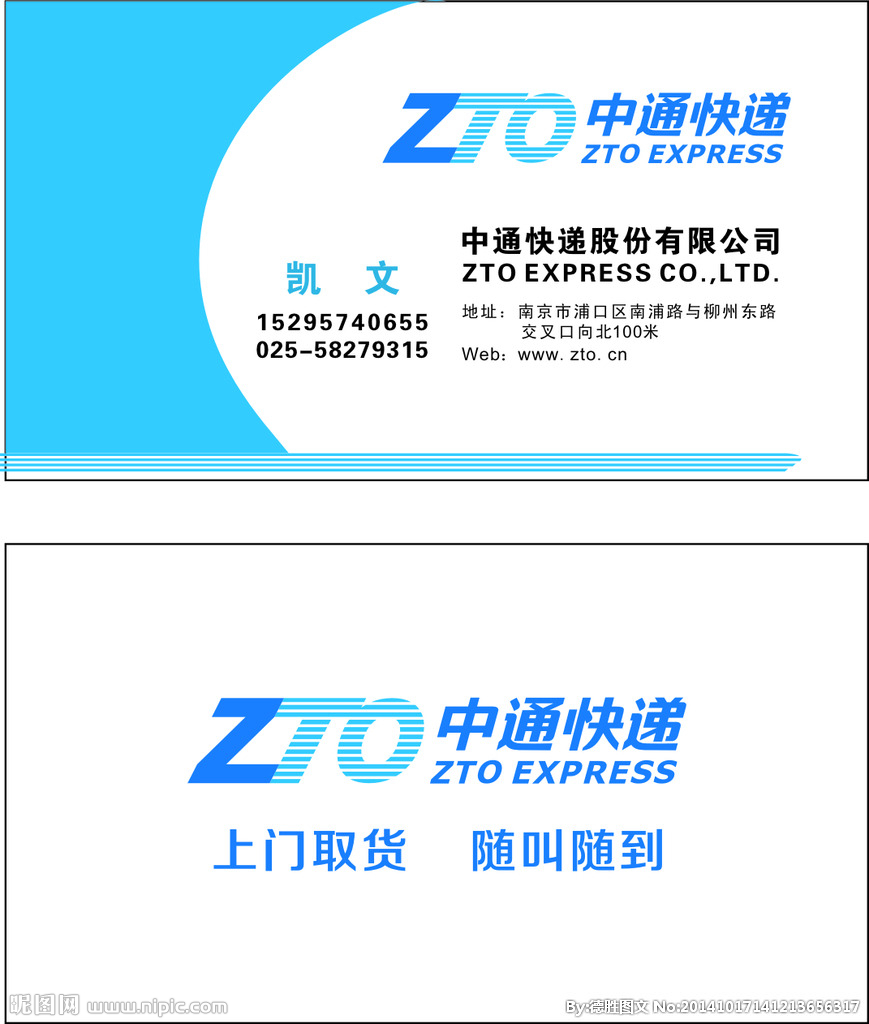 ZTO 中通快递
ZTO EXPRESS
中通快递股份有限公司
ZTO EXPRESS CO.,LTD.
凯 文
15295740655
025-58279315
地址：南京市浦口区南浦路与柳州东路
交叉口向北100米
Web：www.zto.cn
ZTO 中通快递
ZTO EXPRESS
上门取货 随叫随到
昵图网 www.nipic.com
By:德胜图文 No:20141017141213656317